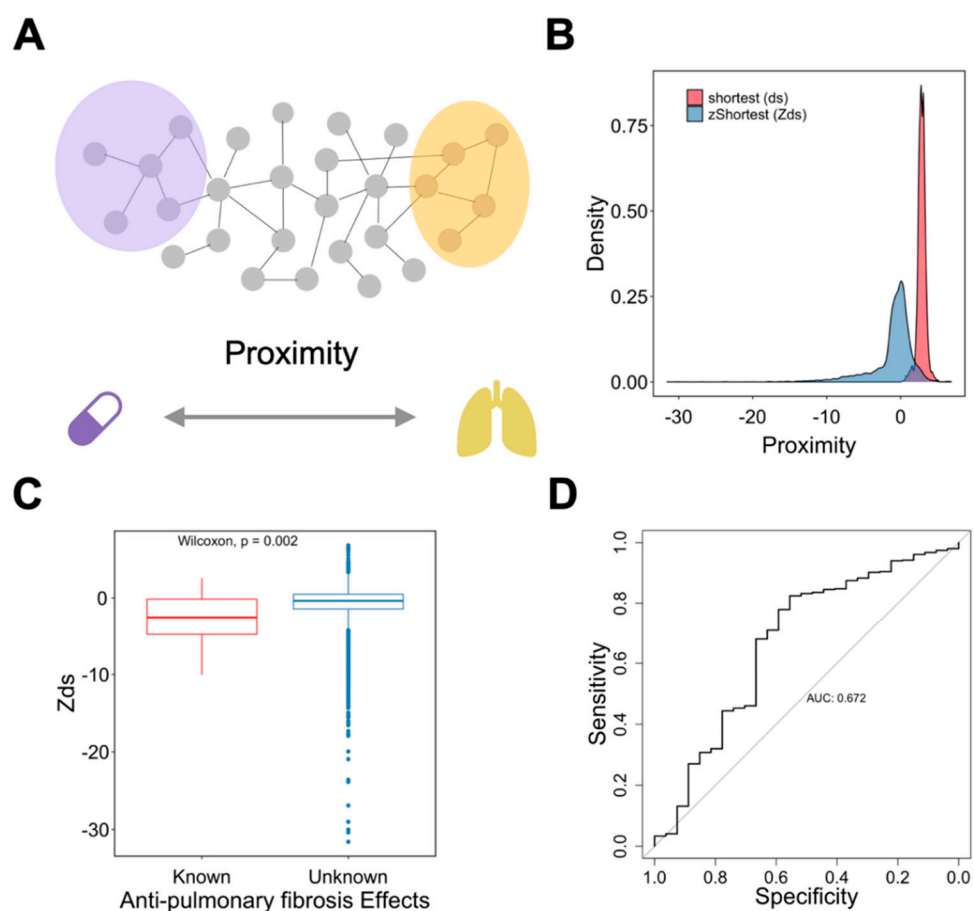 A
Proximity
B
shortest (ds)
zShortest (Zds)
Density
0.75
0.50
0.25
0.00
-30
-20
-10
0
Proximity
C
Wilcoxon, p = 0.002
Zds
0
-10
-20
-30
Known
Unknown
Anti-pulmonary fibrosis Effects
D
Sensitivity
1.0
0.8
0.6
0.4
0.2
0.0
AUC: 0.672
1.0
0.8
0.6
0.4
0.2
0.0
Specificity